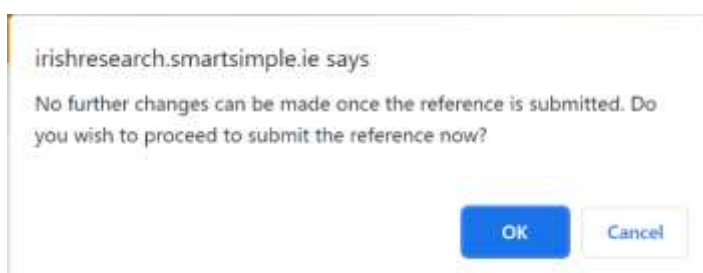 irishresearch.smartsimple.ie says
No further changes can be made once the reference is submitted. Do
you wish to proceed to submit the reference now?
OK
Cancel